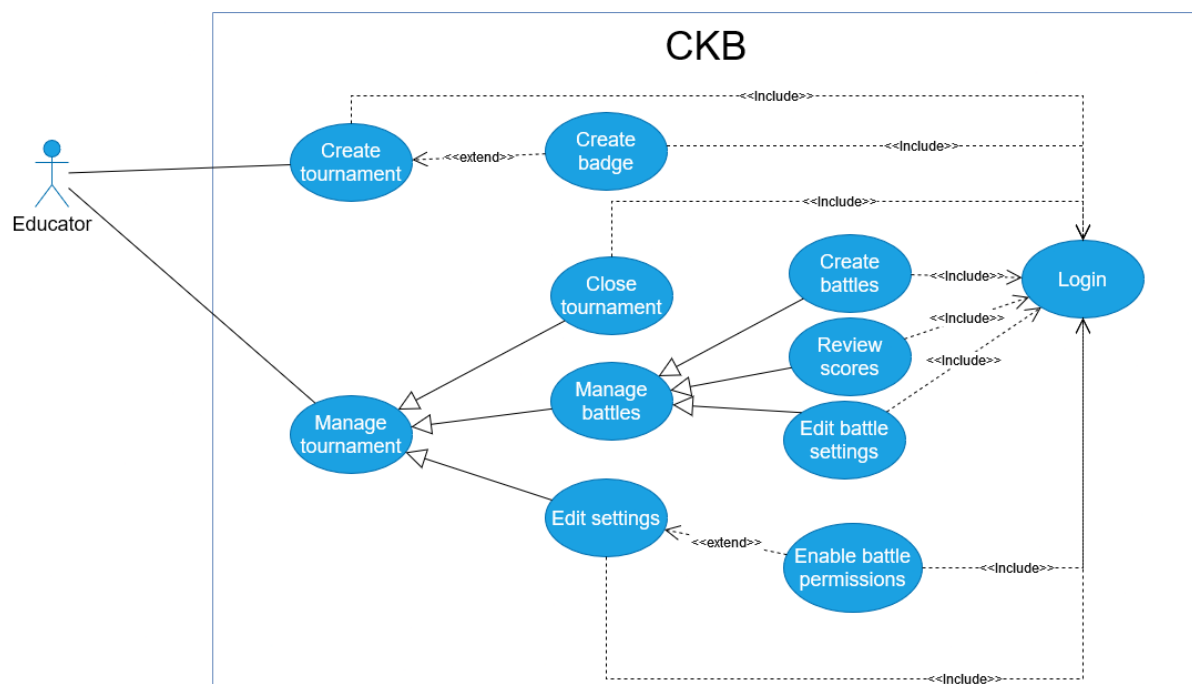 CKB
<<Include>>
Educator
Create
tournament
<<extend>>
Create
badge
<<Include>>
<<Include>>
Close
tournament
Create
battles
<<Include>>
Login
Review
scores
<<Include>>
Manage
battles
<<Include>>
Edit battle
settings
Manage
tournament
Edit settings
<<extend>>
Enable battle
permissions
<<Include>>
<<Include>>